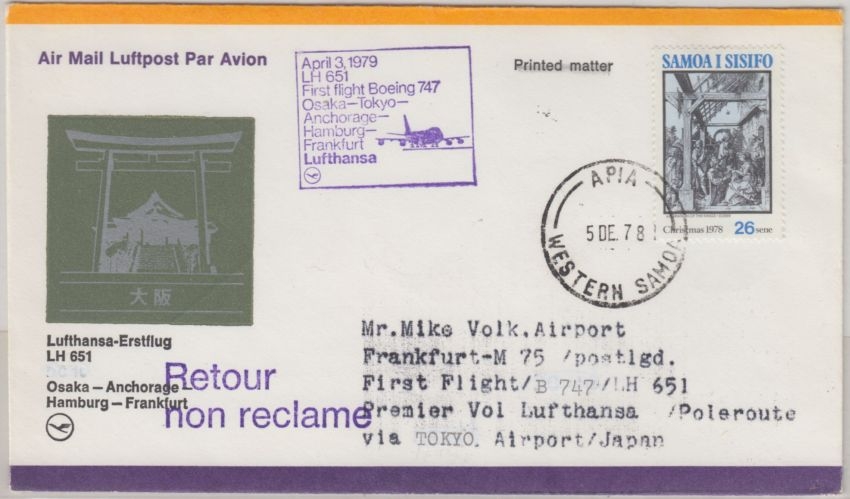 Air Mail Luftpost Par Avion
April 3, 1979
LH 651
First flight Boeing 747
Osaka–Tokyo–
Anchorage–
Hamburg–
Frankfurt
Lufthansa
Printed matter
SAMOA I SISIFO
Christmas 1978 26 sene
APIA
5 DE. 78
WESTERN SAMOA
大阪
Lufthansa-Erstflug
LH 651
Osaka – Anchorage –
Hamburg – Frankfurt
Retour
non reclame
Mr.Mike Volk,Airport
Frankfurt-M 75 /postlgd.
First Flight/B 747/LH 651
Premier Vol Lufthansa /Poleroute
via TOKYO. Airport/Japan